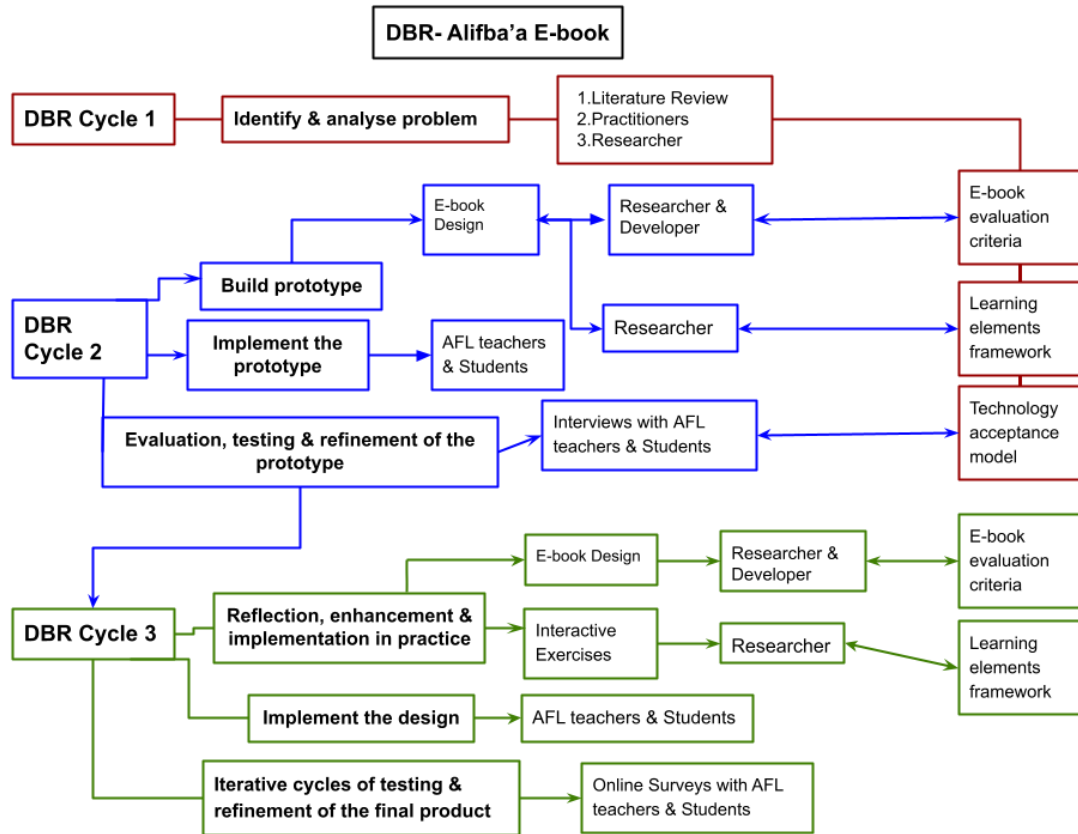 DBR- Alifba’a E-book
DBR Cycle 1
Identify & analyse problem
1.Literature Review
2.Practitioners
3.Researcher
E-book
evaluation
criteria
Learning
elements
framework
Technology
acceptance
model
DBR
Cycle 2
Build prototype
E-book
Design
Researcher &
Developer
Researcher
Implement the
prototype
AFL teachers
& Students
Evaluation, testing & refinement of the
prototype
Interviews with AFL
teachers & Students
DBR Cycle 3
Reflection, enhancement &
implementation in practice
E-book Design
Researcher &
Developer
E-book
evaluation
criteria
Interactive
Exercises
Researcher
Learning
elements
framework
Implement the design
AFL teachers & Students
Iterative cycles of testing &
refinement of the final product
Online Surveys with AFL
teachers & Students